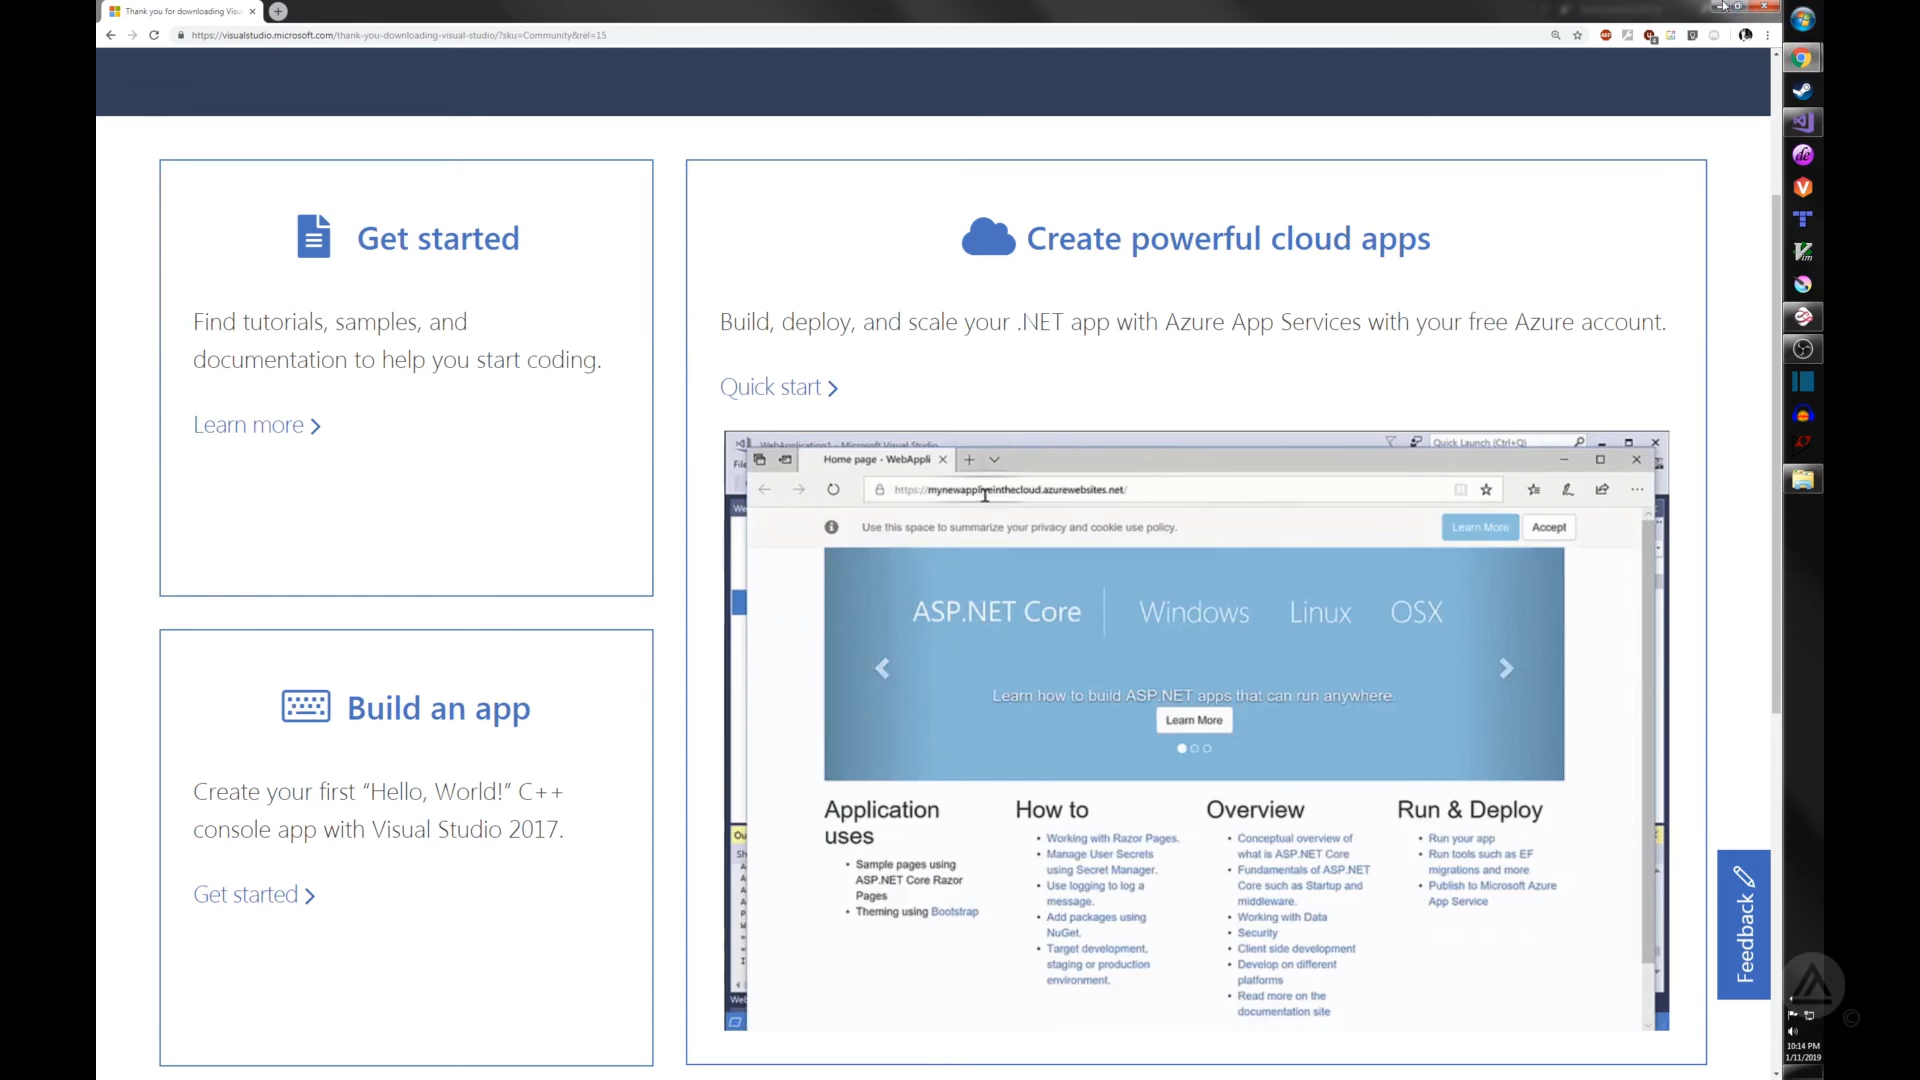 Thank you for downloading Visu
https://visualstudio.microsoft.com/thank-you-downloading-visual-studio/?sku=Community&rel=15
Get started
Find tutorials, samples, and
documentation to help you start coding.
Learn more
Build an app
Create your first “Hello, World!” C++
console app with Visual Studio 2017.
Get started
Create powerful cloud apps
Build, deploy, and scale your .NET app with Azure App Services with your free Azure account.
Quick start
WebApplication1 - Microsoft Visual Studio
Quick Launch (Ctrl+Q)
Home page - WebAppli
https://mynewappliveinthecloud.azurewebsites.net/
Use this space to summarize your privacy and cookie use policy.
Learn More
Accept
ASP.NET Core
Windows
Linux
OSX
Learn how to build ASP.NET apps that can run anywhere.
Learn More
Application
uses
Sample pages using
ASP.NET Core Razor
Pages
Theming using Bootstrap
How to
Working with Razor Pages.
Manage User Secrets
using Secret Manager.
Use logging to log a
message.
Add packages using
NuGet.
Target development,
staging or production
environment.
Overview
Conceptual overview of
what is ASP.NET Core
Fundamentals of ASP.NET
Core such as Startup and
middleware.
Working with Data
Security
Client side development
Develop on different
platforms
Read more on the
documentation site
Run & Deploy
Run your app
Run tools such as EF
migrations and more
Publish to Microsoft Azure
App Service
Feedback
10:14 PM
1/11/2019